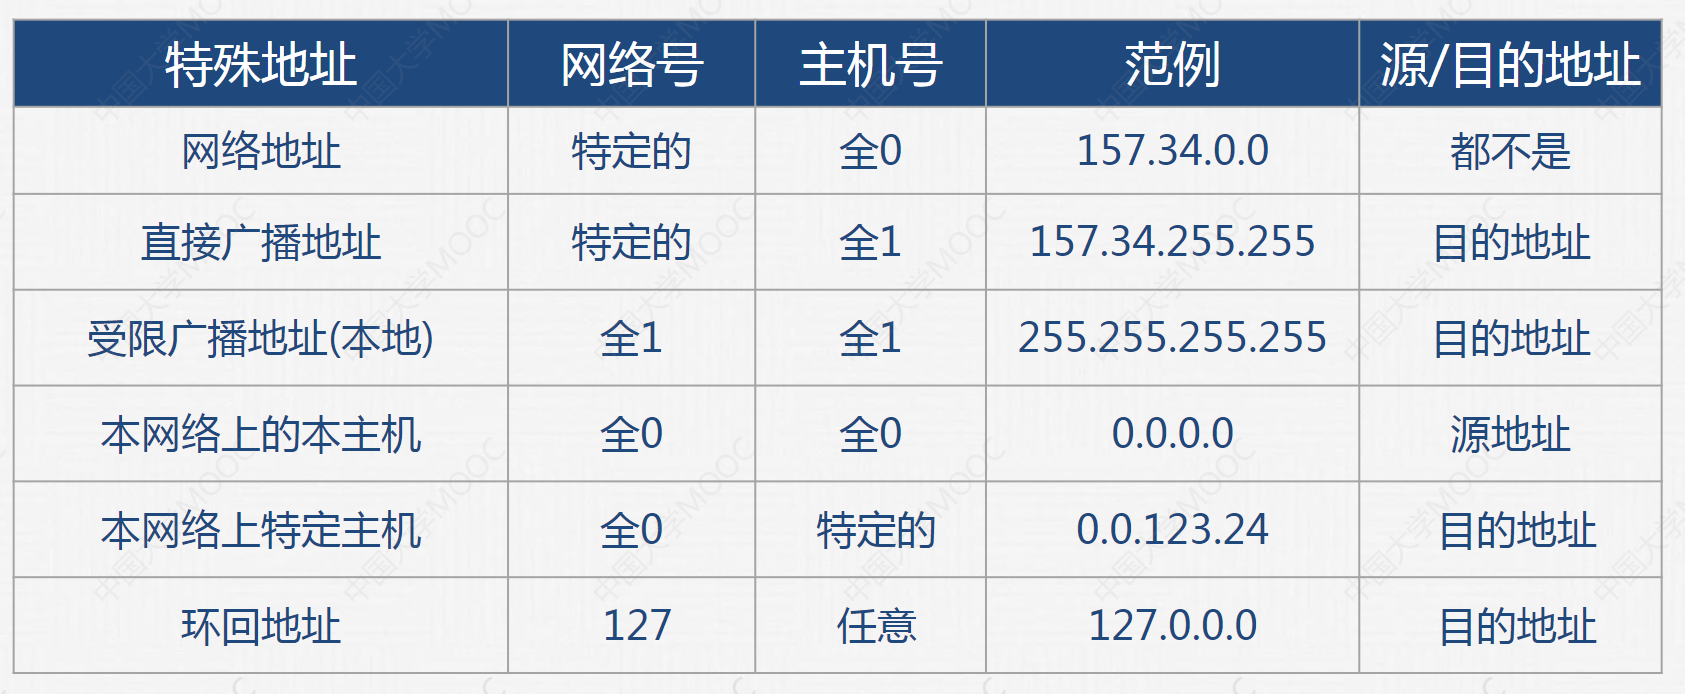 特殊地址 网络号 主机号 范例 源/目的地址
网络地址 特定的 全0 157.34.0.0 都不是
直接广播地址 特定的 全1 157.34.255.255 目的地址
受限广播地址(本地) 全1 全1 255.255.255.255 目的地址
本网络上的本主机 全0 全0 0.0.0.0 源地址
本网络上特定主机 全0 特定的 0.0.123.24 目的地址
环回地址 127 任意 127.0.0.0 目的地址
中国大学MOOC